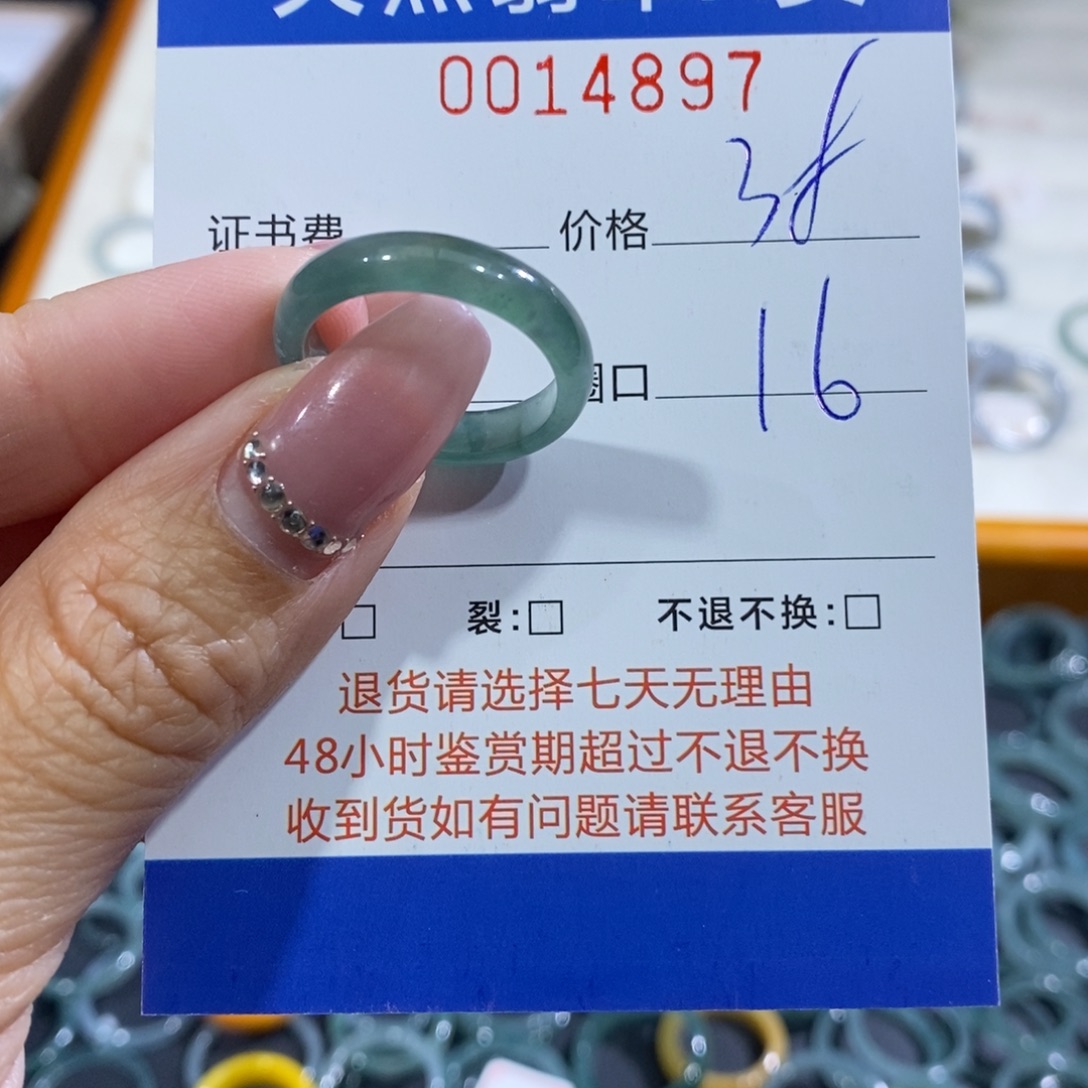 0014897
证书费 价格 38
圈口 16
裂:□ 不退不换:□
退货请选择七天无理由
48小时鉴赏期超过不退不换
收到货如有问题请联系客服